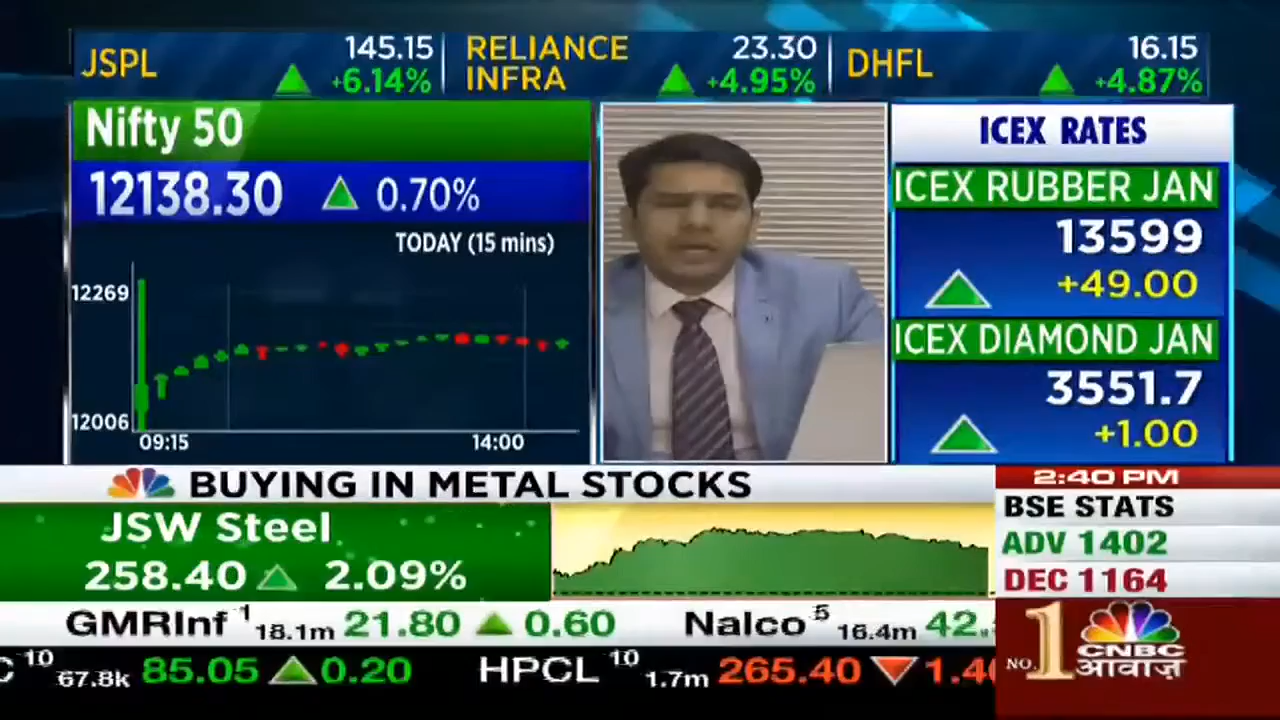 JSPL 145.15 +6.14%
RELIANCE INFRA 23.30 +4.95%
DHFL 16.15 +4.87%
Nifty 50
12138.30 0.70%
TODAY (15 mins)
12269
12006
09:15 14:00
ICEX RATES
ICEX RUBBER JAN
13599
+49.00
ICEX DIAMOND JAN
3551.7
+1.00
BUYING IN METAL STOCKS
JSW Steel
258.40 2.09%
2:40 PM
BSE STATS
ADV 1402
DEC 1164
GMRInf 1 18.1m 21.80 0.60 Nalco 5 16.4m 42.
C 10 67.8k 85.05 0.20 HPCL 10 1.7m 265.40 1.40
NO.1 CNBC
आवाज़